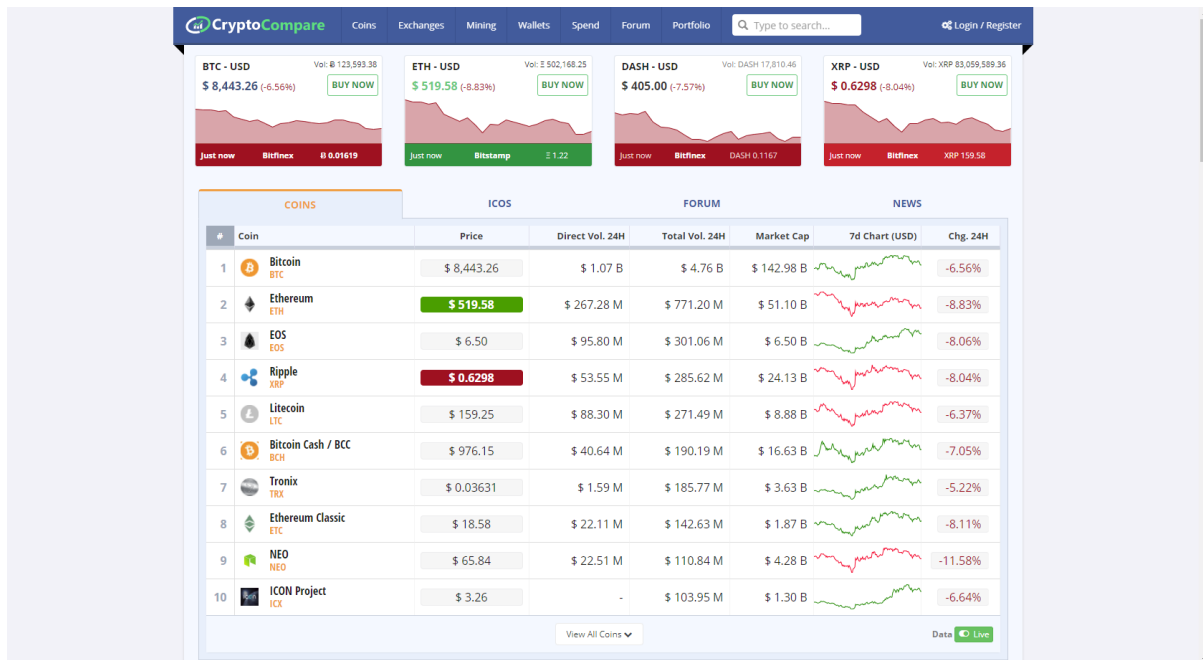 CryptoCompare Coins Exchanges Mining Wallets Spend Forum Portfolio Type to search... Login / Register
BTC - USD Vol: Ƀ 123,593.38
$ 8,443.26 (-6.56%) BUY NOW
Just now Bitfinex Ƀ 0.01619
ETH - USD Vol: Ξ 502,168.25
$ 519.58 (-8.83%) BUY NOW
Just now Bitstamp Ξ 1.22
DASH - USD Vol: DASH 17,810.46
$ 405.00 (-7.57%) BUY NOW
Just now Bitfinex DASH 0.1167
XRP - USD Vol: XRP 83,059,589.36
$ 0.6298 (-8.04%) BUY NOW
Just now Bitfinex XRP 159.58
COINS ICOS FORUM NEWS
# Coin Price Direct Vol. 24H Total Vol. 24H Market Cap 7d Chart (USD) Chg. 24H
1 Bitcoin $ 8,443.26 $ 1.07 B $ 4.76 B $ 142.98 B -6.56%
BTC
2 Ethereum $ 519.58 $ 267.28 M $ 771.20 M $ 51.10 B -8.83%
ETH
3 EOS $ 6.50 $ 95.80 M $ 301.06 M $ 6.50 B -8.06%
EOS
4 Ripple $ 0.6298 $ 53.55 M $ 285.62 M $ 24.13 B -8.04%
XRP
5 Litecoin $ 159.25 $ 88.30 M $ 271.49 M $ 8.88 B -6.37%
LTC
6 Bitcoin Cash / BCC $ 976.15 $ 40.64 M $ 190.19 M $ 16.63 B -7.05%
BCH
7 Tronix $ 0.03631 $ 1.59 M $ 185.77 M $ 3.63 B -5.22%
TRX
8 Ethereum Classic $ 18.58 $ 22.11 M $ 142.63 M $ 1.87 B -8.11%
ETC
9 NEO $ 65.84 $ 22.51 M $ 110.84 M $ 4.28 B -11.58%
NEO
10 ICON Project $ 3.26 - $ 103.95 M $ 1.30 B -6.64%
ICX
View All Coins Data Live